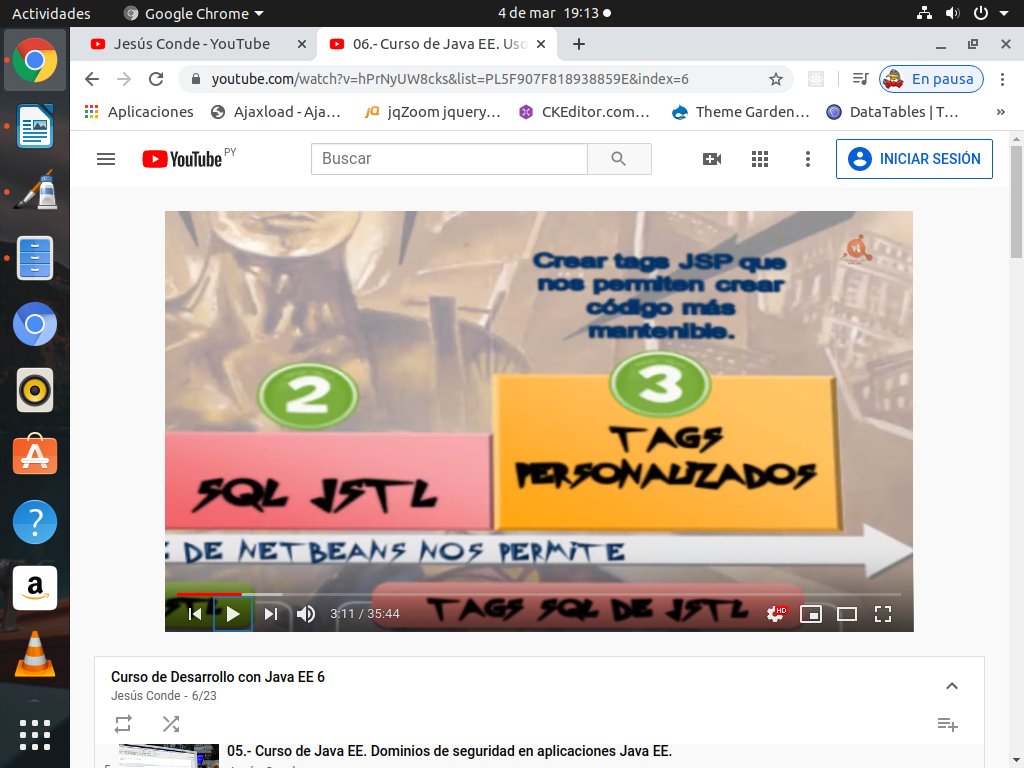 Actividades
Google Chrome
4 de mar 19:13
Jesús Conde - YouTube
06.- Curso de Java EE. Uso
youtube.com/watch?v=hPrNyUW8cks&list=PL5F907F818938859E&index=6
En pausa
Aplicaciones
Ajaxload - Aja...
jQ
jqZoom jquery...
CKEditor.com...
Theme Garden...
DataTables | T...
»
YouTube PY
Buscar
INICIAR SESIÓN
Crear tags JSP que
nos permiten crear
código más
mantenible.
2
3
TAGS
PERSONALIZADOS
SQL JSTL
E DE NETBEANS NOS PERMITE
TAGS SQL DE JSTL
3:11 / 35:44
HD
Curso de Desarrollo con Java EE 6
Jesús Conde - 6/23
05.- Curso de Java EE. Dominios de seguridad en aplicaciones Java EE.